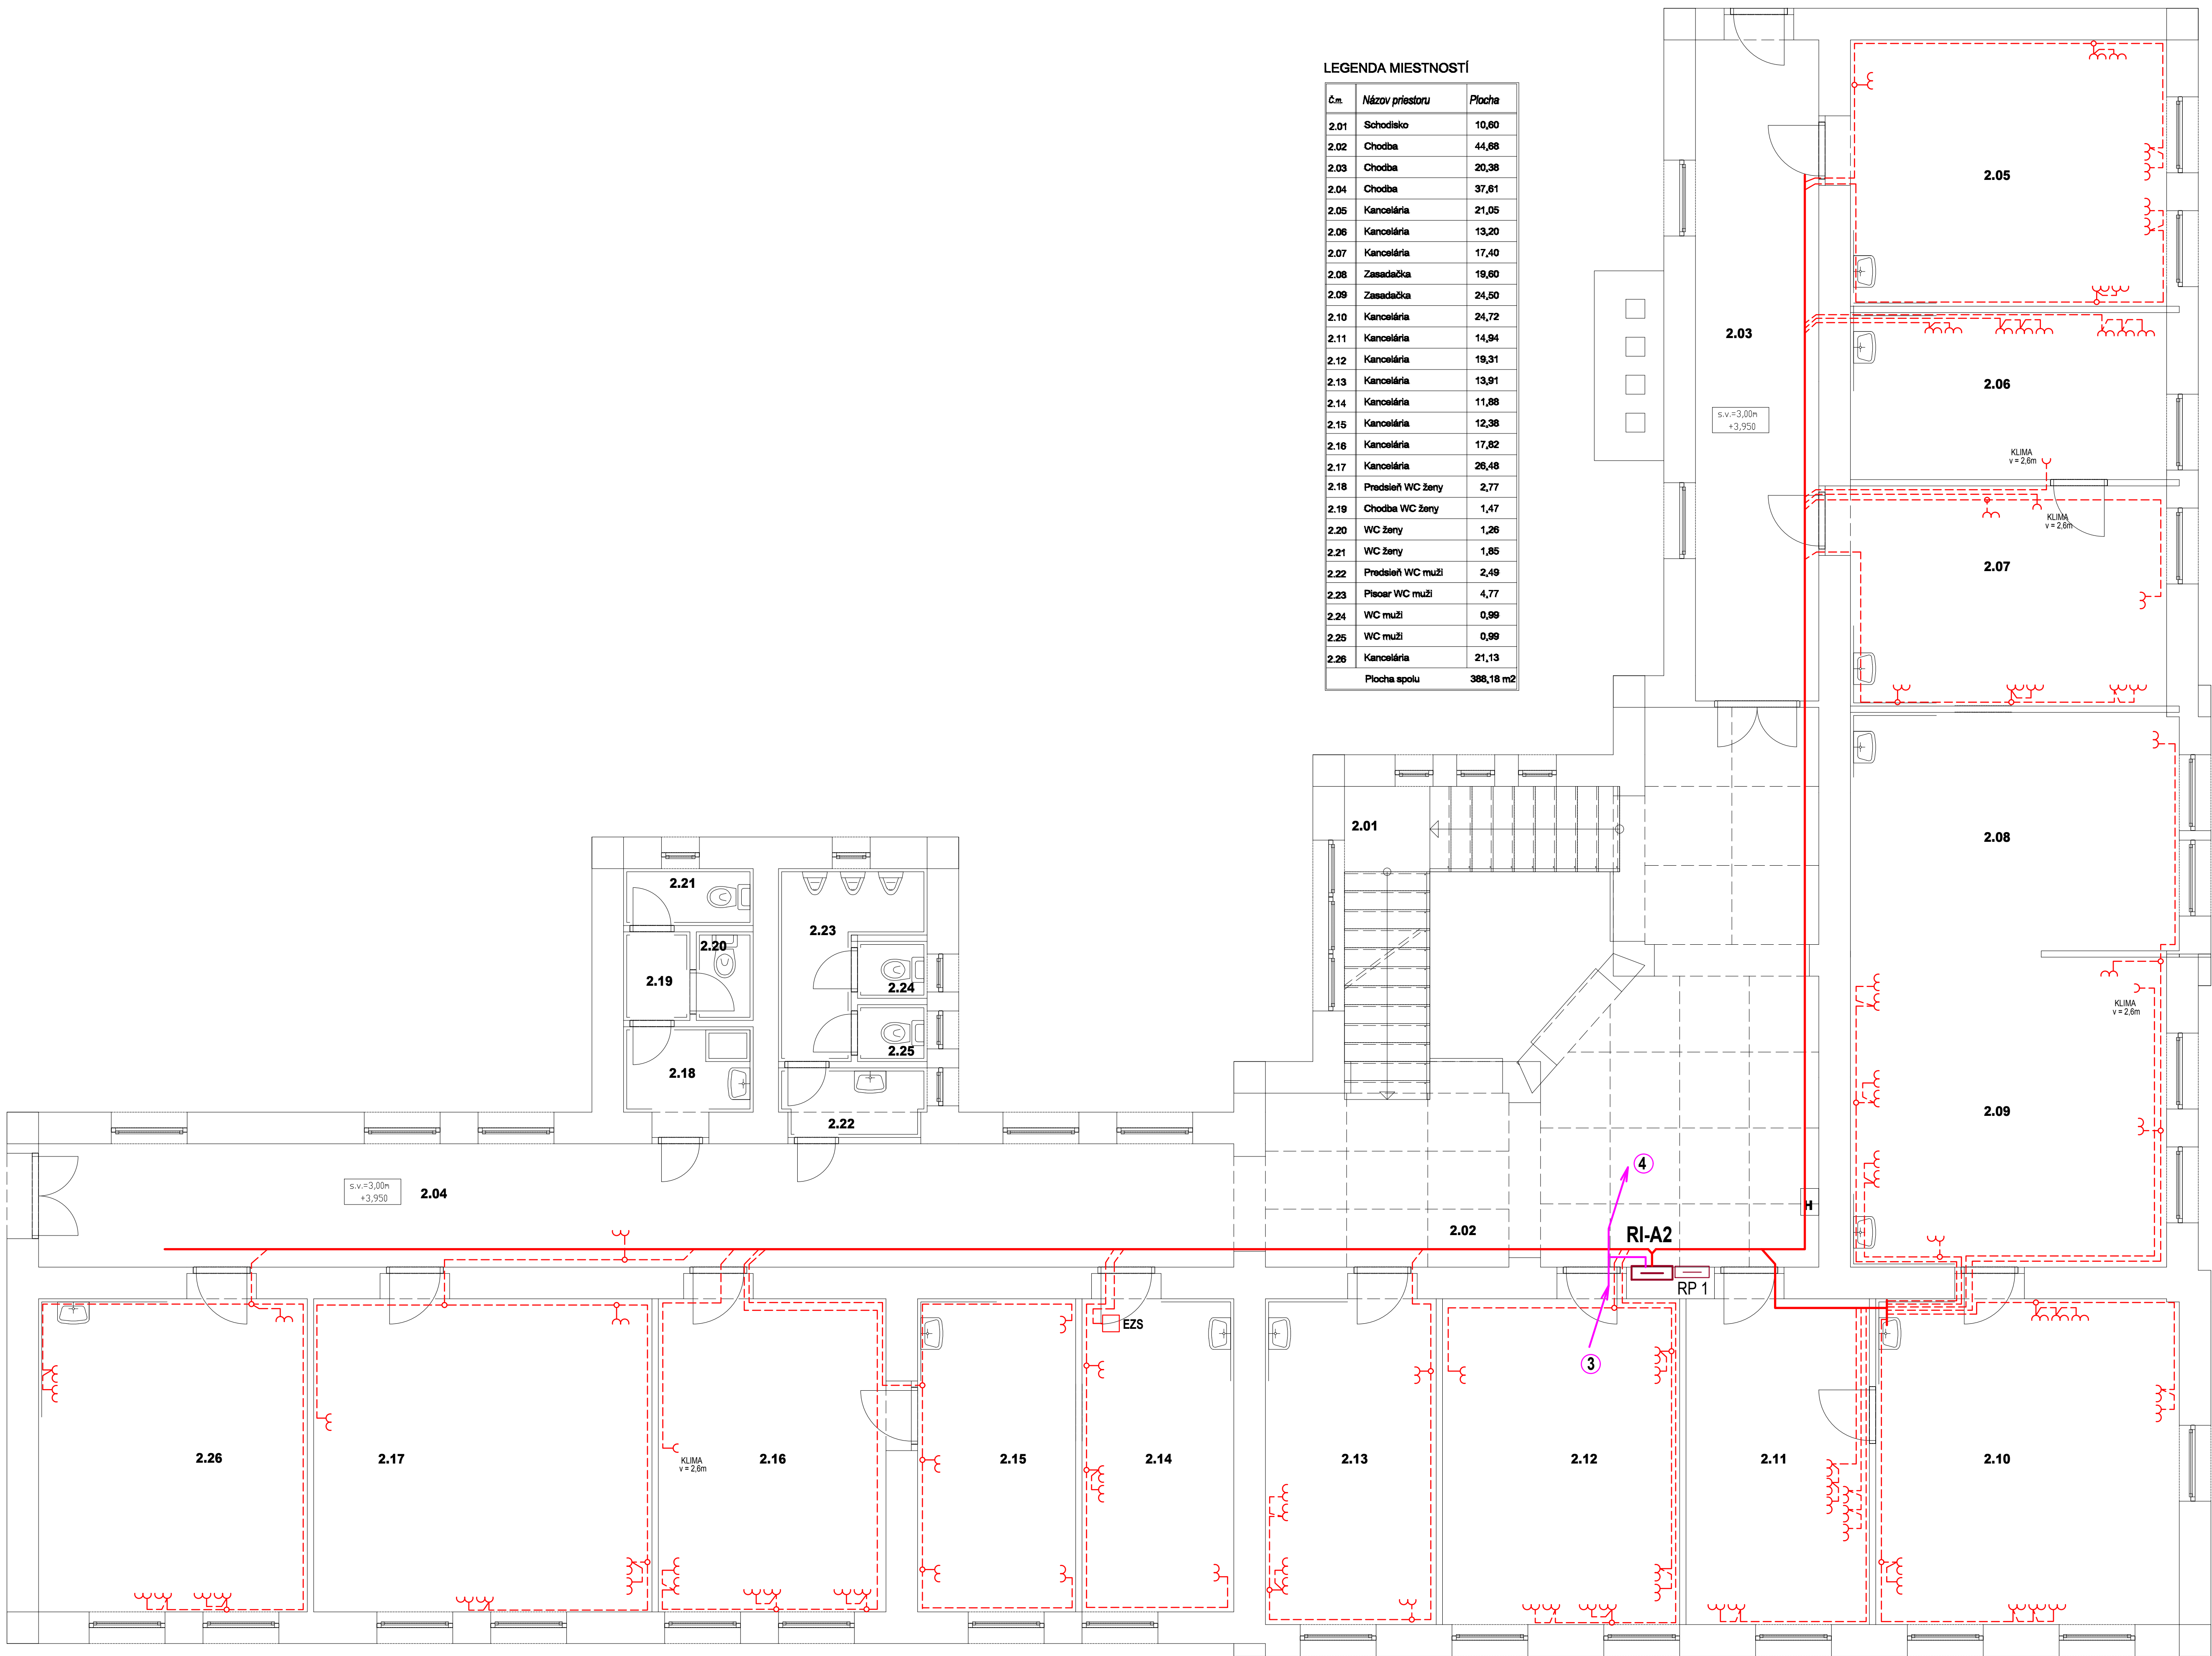 LEGENDA MIESTNOSTÍ
Č.m. Názov priestoru Plocha
2.01 Schodisko 10,60
2.02 Chodba 44,68
2.03 Chodba 20,38
2.04 Chodba 37,61
2.05 Kancelária 21,05
2.06 Kancelária 13,20
2.07 Kancelária 17,40
2.08 Zasadačka 19,60
2.09 Zasadačka 24,50
2.10 Kancelária 24,72
2.11 Kancelária 14,94
2.12 Kancelária 19,31
2.13 Kancelária 13,91
2.14 Kancelária 11,88
2.15 Kancelária 12,38
2.16 Kancelária 17,82
2.17 Kancelária 26,48
2.18 Predsieň WC ženy 2,77
2.19 Chodba WC ženy 1,47
2.20 WC ženy 1,26
2.21 WC ženy 1,85
2.22 Predsieň WC muži 2,49
2.23 Pisoar WC muži 4,77
2.24 WC muži 0,99
2.25 WC muži 0,99
2.26 Kancelária 21,13
Plocha spolu 388,18 m2
2.05
2.03
2.06
s.v.=3,00m
+3,950
KLIMA
v = 2,6m
KLIMA
v = 2,6m
2.07
2.01
2.08
2.21
2.23
2.20
2.19
2.24
2.25
2.18
2.22
KLIMA
v = 2,6m
2.09
4
s.v.=3,00m
+3,950
2.04
H
2.02
RI-A2
RP 1
EZS
3
2.26
2.17
KLIMA
v = 2,6m
2.16
2.15
2.14
2.13
2.12
2.11
2.10